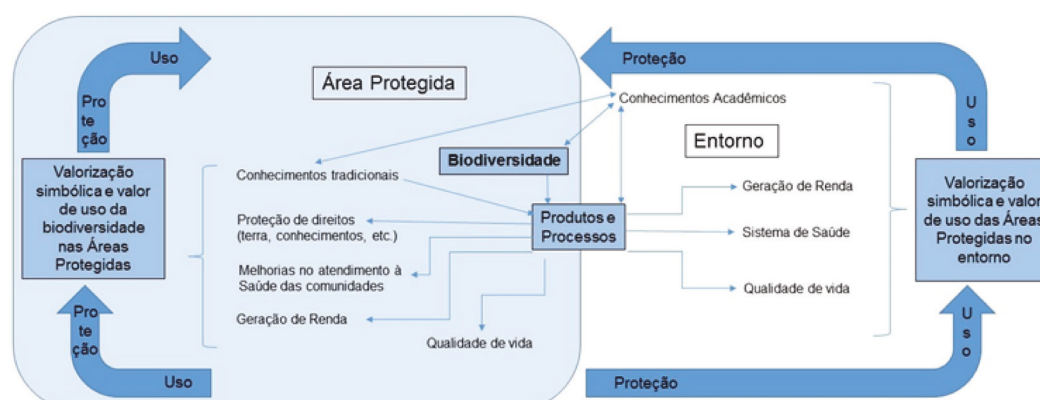 Uso
Pro
te
ção
Valorização
simbólica e valor
de uso da
biodiversidade
nas Áreas
Protegidas
Pro
te
ção
Uso
Área Protegida
Biodiversidade
Conhecimentos tradicionais
Proteção de direitos
(terra, conhecimentos, etc.)
Melhorias no atendimento à
Saúde das comunidades
Geração de Renda
Qualidade de vida
Produtos e
Processos
Proteção
Conhecimentos Acadêmicos
Entorno
Geração de Renda
Sistema de Saúde
Qualidade de vida
U
s
o
Valorização
simbólica e valor
de uso das Áreas
Protegidas no
entorno
U
s
o
Proteção